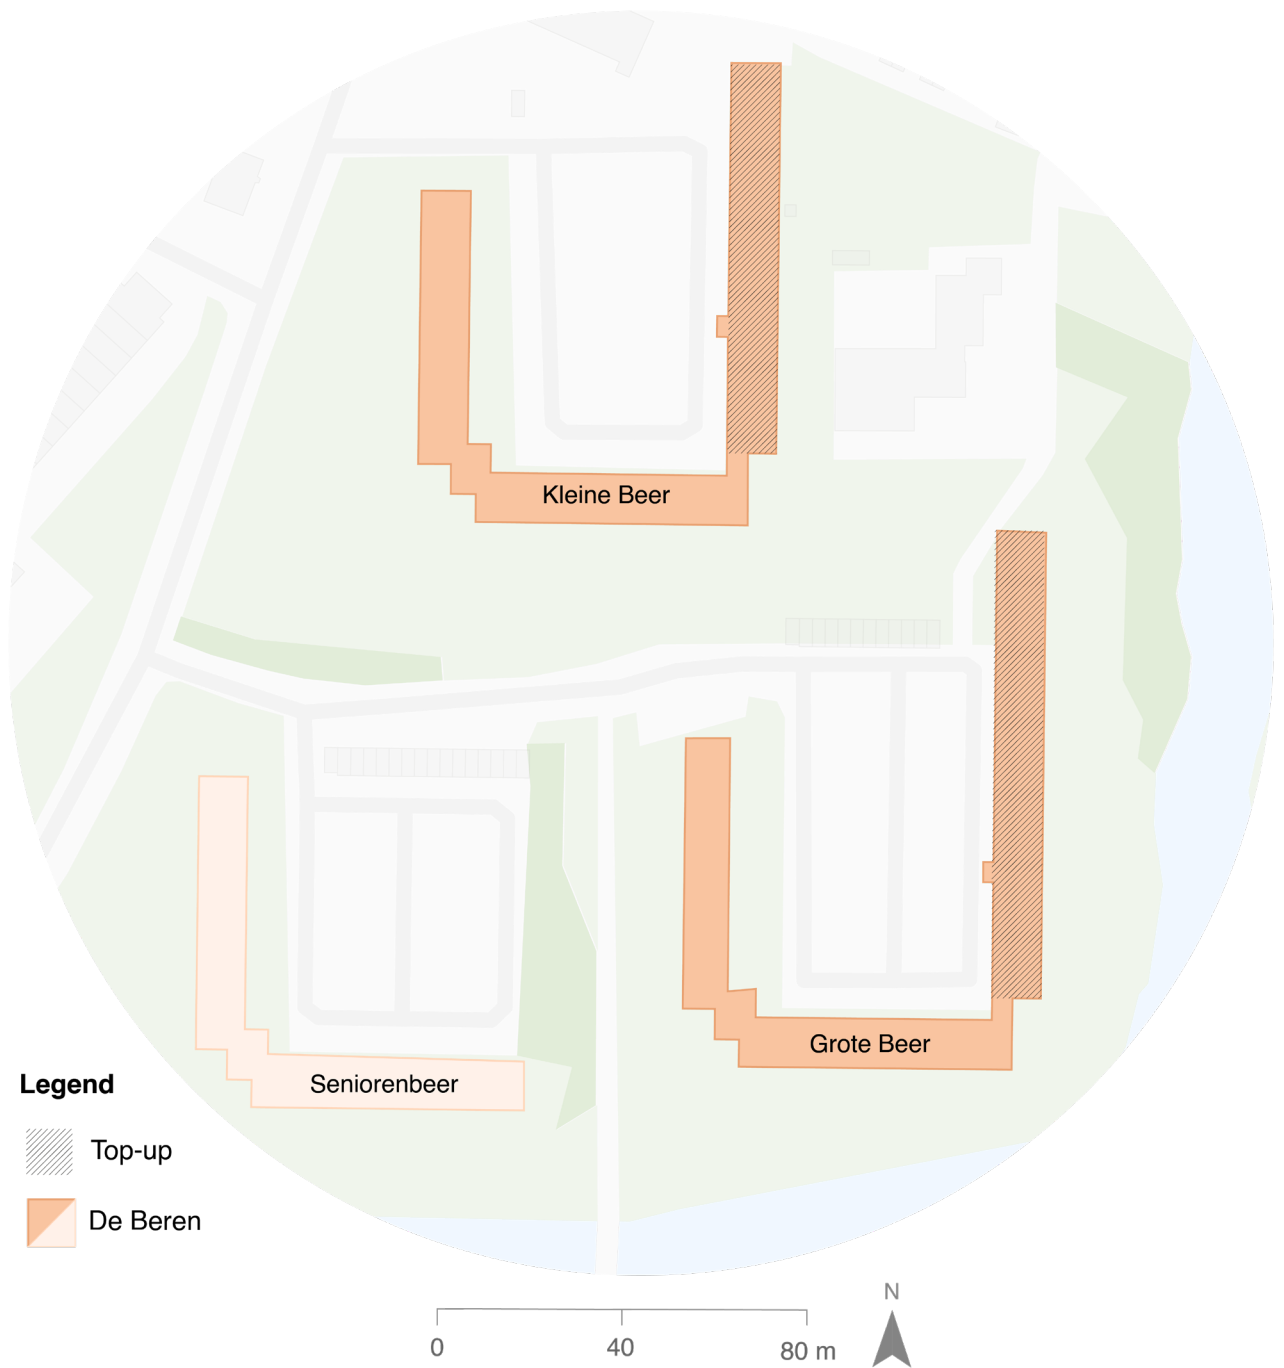 Kleine Beer
Grote Beer
Seniorenbeer
Legend
Top-up
De Beren
N
0 40 80 m